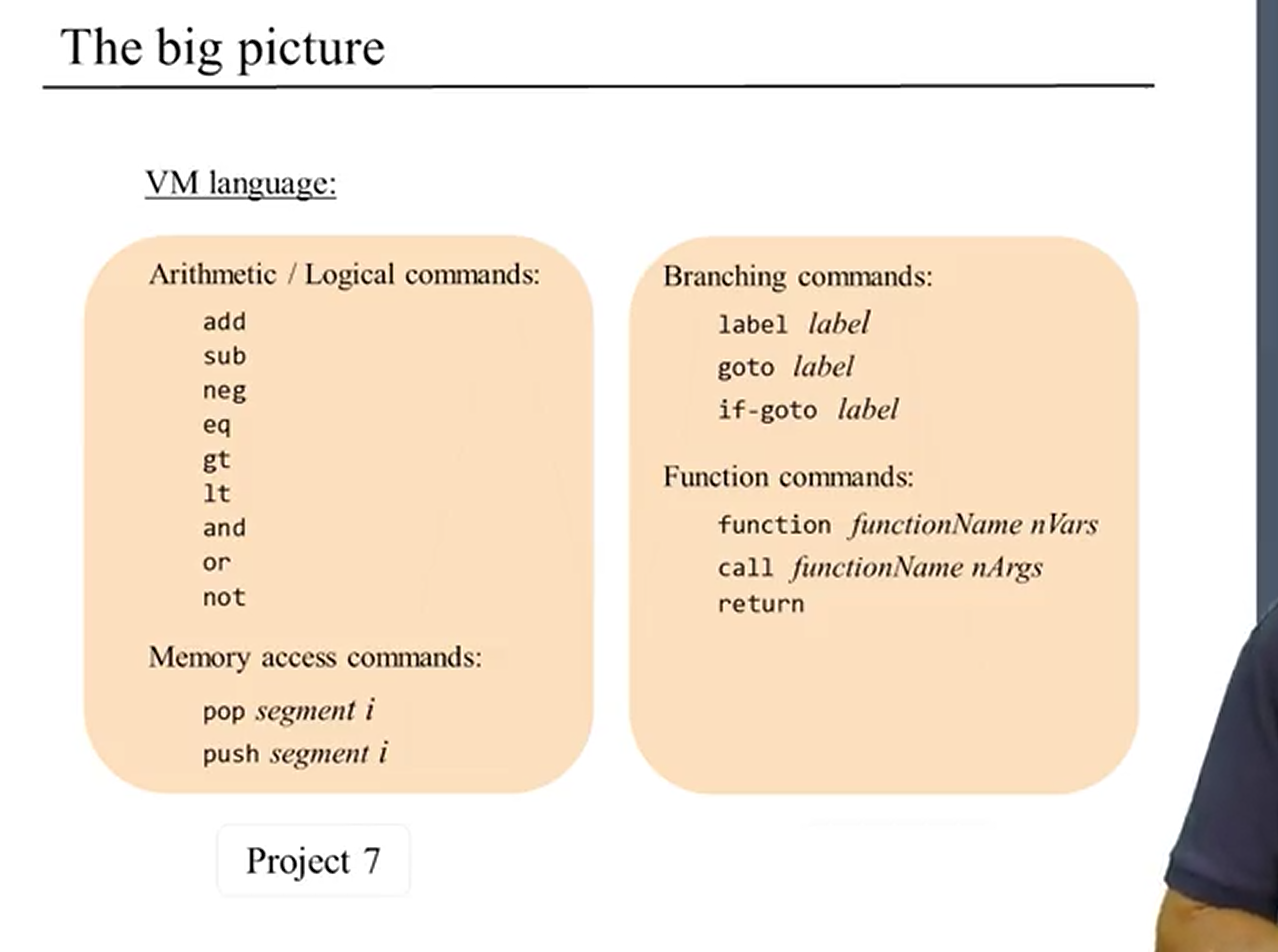 The big picture
VM language:
Arithmetic / Logical commands:
add
sub
neg
eq
gt
lt
and
or
not
Memory access commands:
pop segment i
push segment i
Branching commands:
label label
goto label
if-goto label
Function commands:
function functionName nVars
call functionName nArgs
return
Project 7